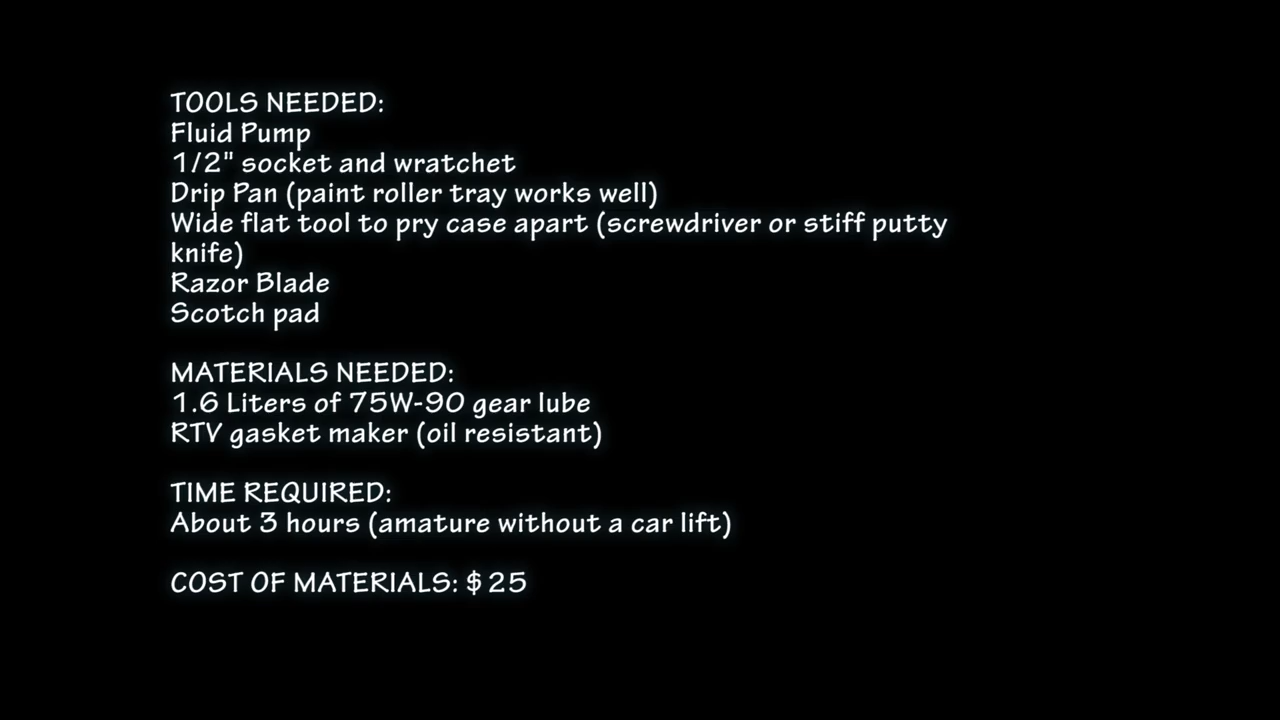 TOOLS NEEDED:
Fluid Pump
1/2" socket and wratchet
Drip Pan (paint roller tray works well)
Wide flat tool to pry case apart (screwdriver or stiff putty
knife)
Razor Blade
Scotch pad
MATERIALS NEEDED:
1.6 Liters of 75W-90 gear lube
RTV gasket maker (oil resistant)
TIME REQUIRED:
About 3 hours (amature without a car lift)
COST OF MATERIALS: $ 25